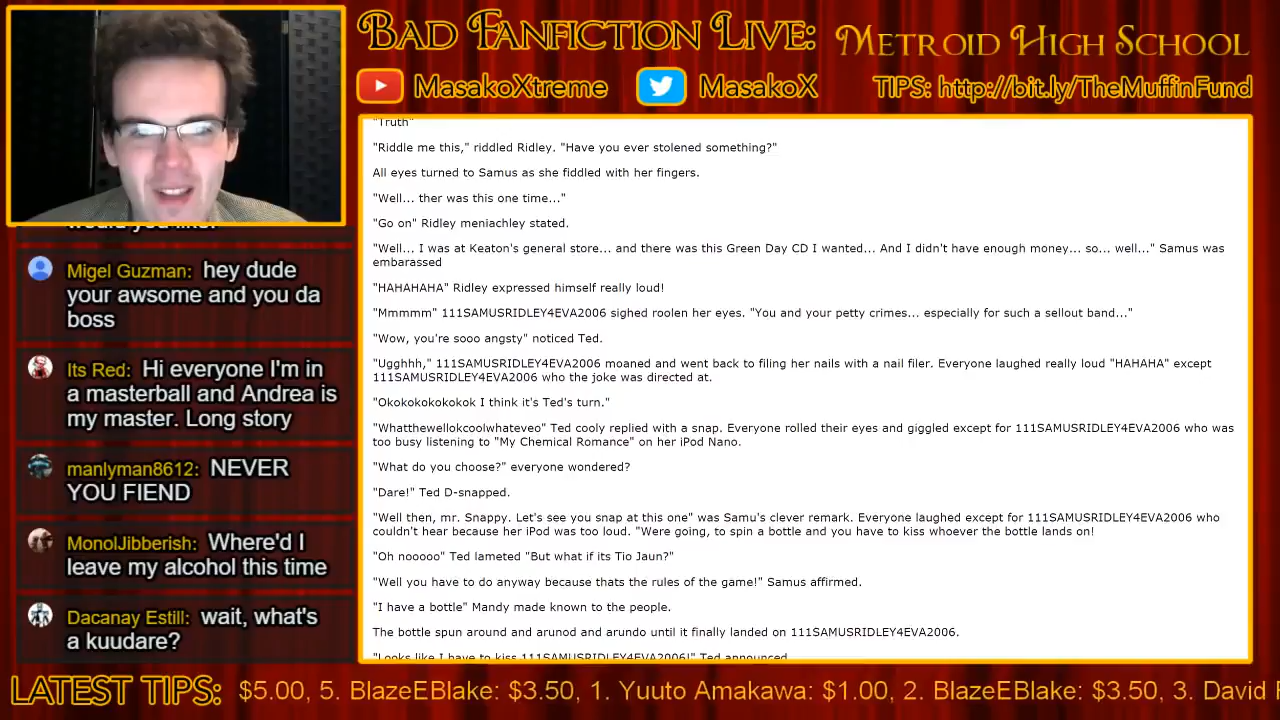 BAD FANFICTION LIVE:
METROID HIGH SCHOOL
MasakoXtreme
MasakoX
TIPS: http://bit.ly/TheMuffinFund
would you like?
Migel Guzman: hey dude
your awsome and you da
boss
Its Red: Hi everyone I'm in
a masterball and Andrea is
my master. Long story
manlyman8612: NEVER
YOU FIEND
MonolJibberish: Where'd I
leave my alcohol this time
Dacanay Estill: wait, what's
a kuudare?
"Truth"
"Riddle me this," riddled Ridley. "Have you ever stolened something?"
All eyes turned to Samus as she fiddled with her fingers.
"Well... ther was this one time..."
"Go on" Ridley meniachley stated.
"Well... I was at Keaton's general store... and there was this Green Day CD I wanted... And I didn't have enough money... so... well..." Samus was
embarassed
"HAHAHAHA" Ridley expressed himself really loud!
"Mmmmm" 111SAMUSRIDLEY4EVA2006 sighed roolen her eyes. "You and your petty crimes... especially for such a sellout band..."
"Wow, you're sooo angsty" noticed Ted.
"Ugghhh," 111SAMUSRIDLEY4EVA2006 moaned and went back to filing her nails with a nail filer. Everyone laughed really loud "HAHAHA" except
111SAMUSRIDLEY4EVA2006 who the joke was directed at.
"Okokokokokok I think it's Ted's turn."
"Whatthewellokcoolwhateveo" Ted cooly replied with a snap. Everyone rolled their eyes and giggled except for 111SAMUSRIDLEY4EVA2006 who was
too busy listening to "My Chemical Romance" on her iPod Nano.
"What do you choose?" everyone wondered?
"Dare!" Ted D-snapped.
"Well then, mr. Snappy. Let's see you snap at this one" was Samu's clever remark. Everyone laughed except for 111SAMUSRIDLEY4EVA2006 who
couldn't hear because her iPod was too loud. "Were going, to spin a bottle and you have to kiss whoever the bottle lands on!
"Oh nooooo" Ted lameted "But what if its Tio Jaun?"
"Well you have to do anyway because thats the rules of the game!" Samus affirmed.
"I have a bottle" Mandy made known to the people.
The bottle spun around and arunod and arundo until it finally landed on 111SAMUSRIDLEY4EVA2006.
"Looks like I have to kiss 111SAMUSRIDLEY4EVA2006!" Ted announced
LATEST TIPS: $5.00, 5. BlazeEBlake: $3.50, 1. Yuuto Amakawa: $1.00, 2. BlazeEBlake: $3.50, 3. David